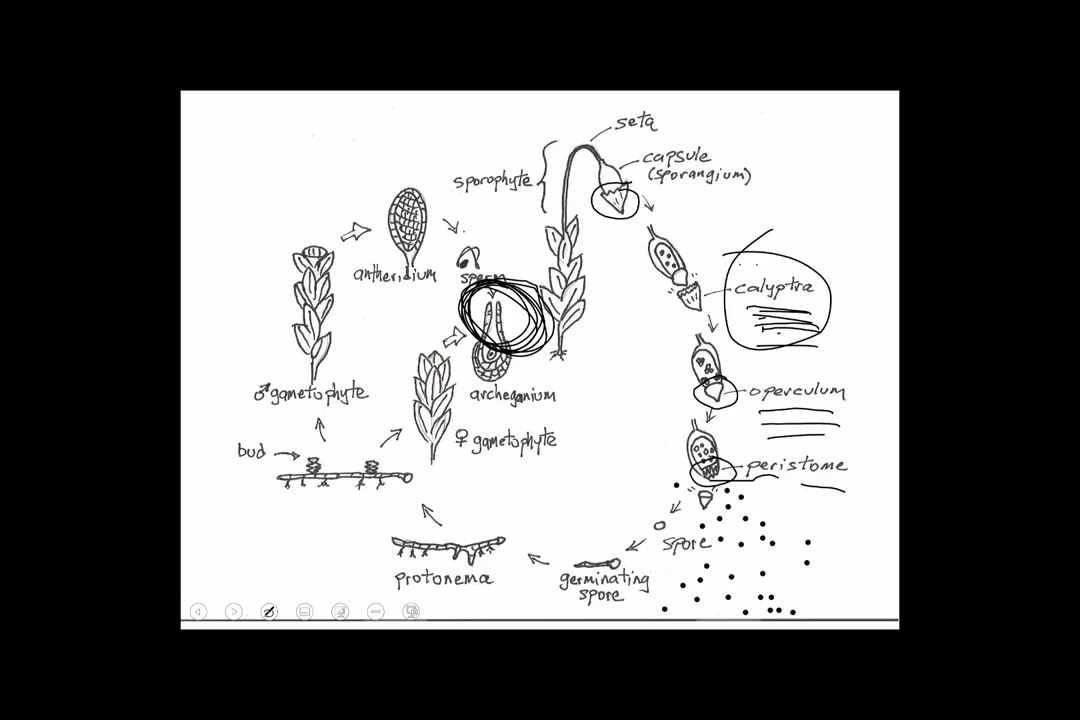 seta
capsule
(sporangium)
sporophyte
antheridium
sperm
calyptra
♂gametophyte
archegonium
operculum
♀ gametophyte
bud
peristome
spore
protonema
germinating
spore